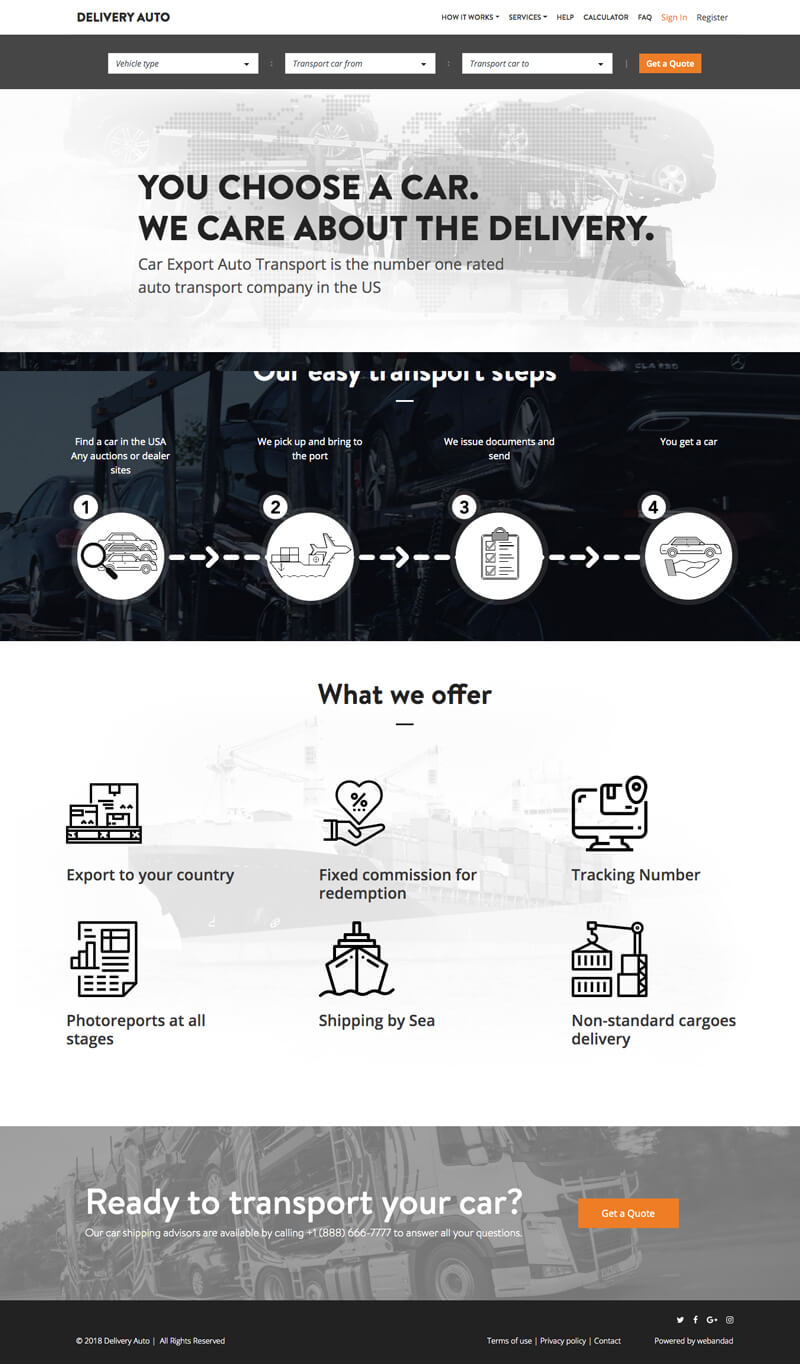 DELIVERY AUTO
HOW IT WORKS SERVICES HELP CALCULATOR FAQ Sign In Register
Vehicle type : Transport car from : Transport car to | Get a Quote
YOU CHOOSE A CAR.
WE CARE ABOUT THE DELIVERY.
Car Export Auto Transport is the number one rated
auto transport company in the US
CLA 250
Our easy transport steps
Find a car in the USA
Any auctions or dealer
sites
We pick up and bring to
the port
We issue documents and
send
You get a car
1
2
3
4
What we offer
Export to your country
%
Fixed commission for
redemption
Tracking Number
Photoreports at all
stages
Shipping by Sea
Non-standard cargoes
delivery
Ready to transport your car?
Our car shipping advisors are available by calling +1 (888) 666-7777 to answer all your questions.
Get a Quote
© 2018 Delivery Auto | All Rights Reserved
Terms of use | Privacy policy | Contact
Powered by webandad